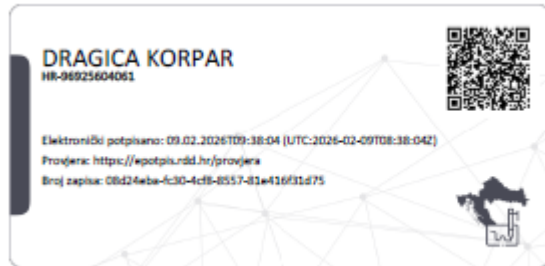 DRAGICA KORPAR
HR-96925604061
Elektronički potpisano: 09.02.2026T09:38:04 (UTC:2026-02-09T08:38:04Z)
Provjera: https://epotpis.rdd.hr/provjera
Broj zapisa: 08d24eba-fc30-4cf8-8557-81e416f31d75